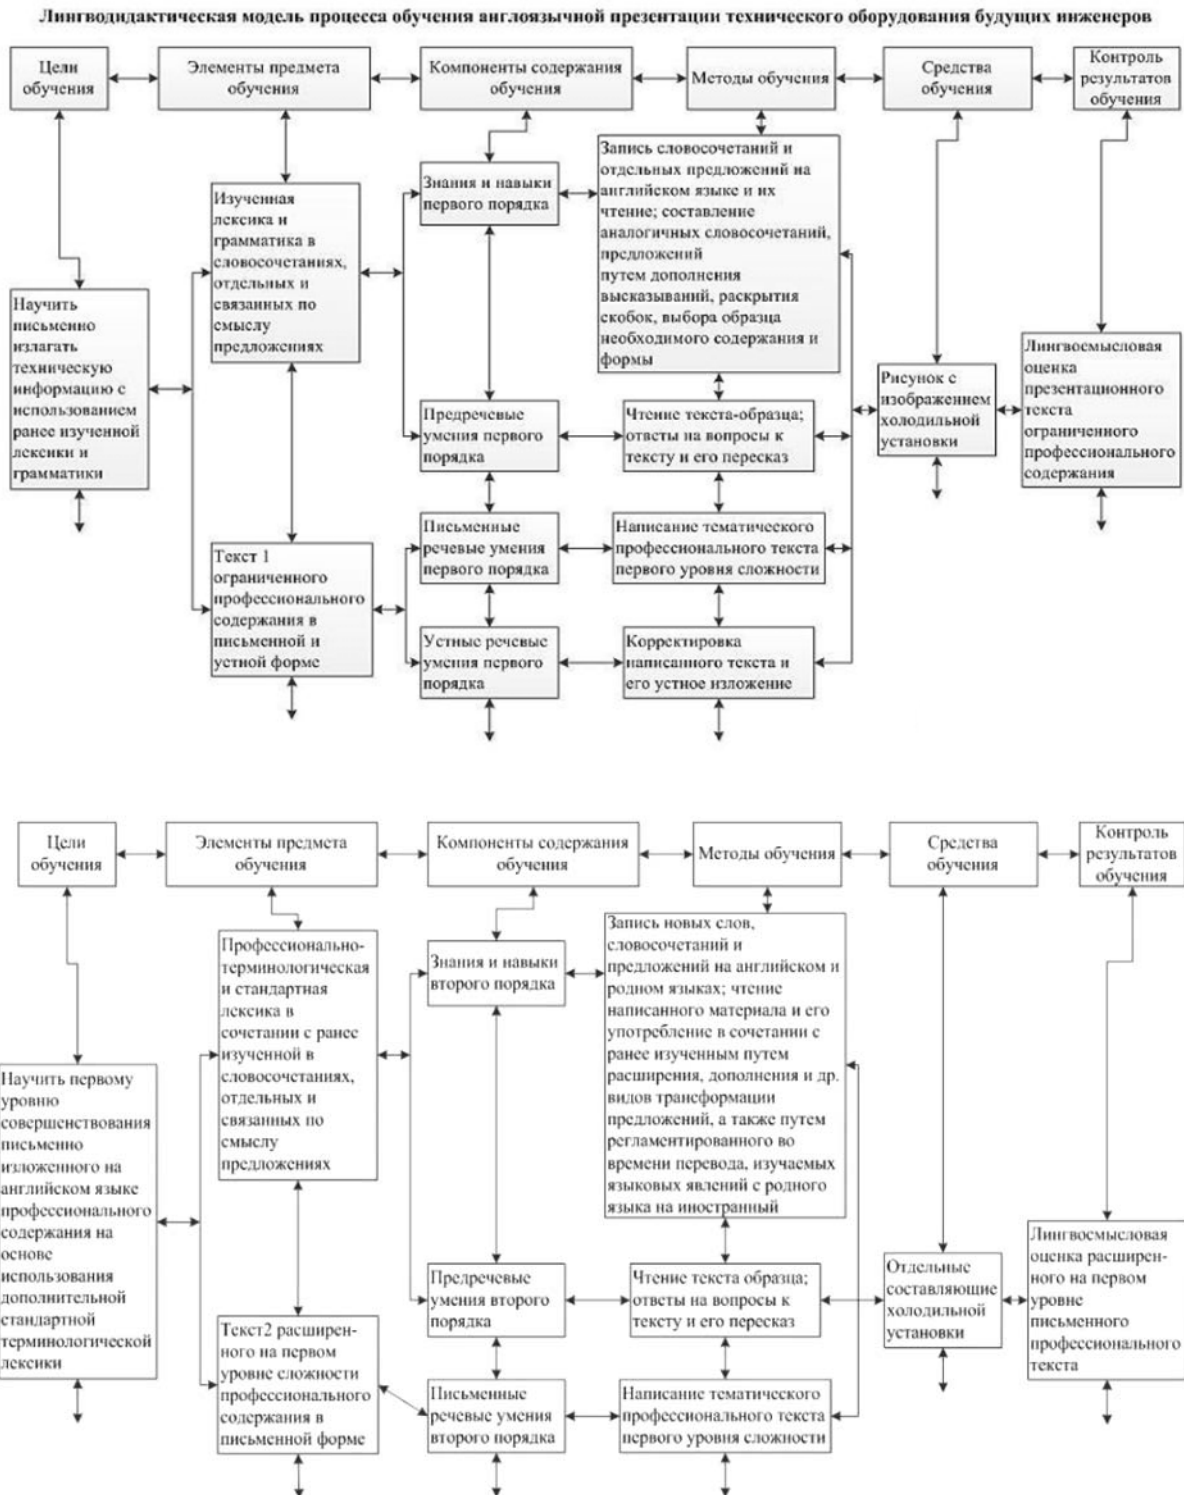 Лингводидактическая модель процесса обучения англоязычной презентации технического оборудования будущих инженеров
Цели
обучения
Элементы предмета
обучения
Компоненты содержания
обучения
Методы обучения
Средства
обучения
Контроль
результатов
обучения
Научить
письменно
излагать
техническую
информацию с
использованием
ранее изученной
лексики и
грамматики
Изученная
лексика и
грамматика в
словосочетаниях,
отдельных и
связанных по
смыслу
предложениях
Текст 1
ограниченного
профессионального
содержания в
письменной и
устной форме
Знания и навыки
первого порядка
Предречевые
умения первого
порядка
Письменные
речевые умения
первого порядка
Устные речевые
умения первого
порядка
Запись словосочетаний и
отдельных предложений на
английском языке и их
чтение; составление
аналогичных словосочетаний,
предложений
путем дополнения
высказываний, раскрытия
скобок, выбора образца
необходимого содержания и
формы
Чтение текста-образца;
ответы на вопросы к
тексту и его пересказ
Написание тематического
профессионального текста
первого уровня сложности
Корректировка
написанного текста и
его устное изложение
Рисунок с
изображением
холодильной
установки
Лингвосмысловая
оценка
презентационного
текста
ограниченного
профессионального
содержания
Цели
обучения
Элементы предмета
обучения
Компоненты содержания
обучения
Методы обучения
Средства
обучения
Контроль
результатов
обучения
Научить первому
уровню
совершенствования
письменно
изложенного на
английском языке
профессионального
содержания на
основе
использования
дополнительной
стандартной
терминологической
лексики
Профессионально-
терминологическая
и стандартная
лексика в
сочетании с ранее
изученной в
словосочетаниях,
отдельных и
связанных по
смыслу
предложениях
Текст2 расширен-
ного на первом
уровне сложности
профессионального
содержания в
письменной форме
Знания и навыки
второго порядка
Предречевые
умения второго
порядка
Письменные
речевые умения
второго порядка
Запись новых слов,
словосочетаний и
предложений на английском и
родном языках; чтение
написанного материала и его
употребление в сочетании с
ранее изученным путем
расширения, дополнения и др.
видов трансформации
предложений, а также путем
регламентированного во
времени перевода, изучаемых
языковых явлений с родного
языка на иностранный
Чтение текста образца;
ответы на вопросы к
тексту и его пересказ
Написание тематического
профессионального текста
первого уровня сложности
Отдельные
составляющие
холодильной
установки
Лингвосмысловая
оценка расширен-
ного на первом
уровне
письменного
профессионального
текста